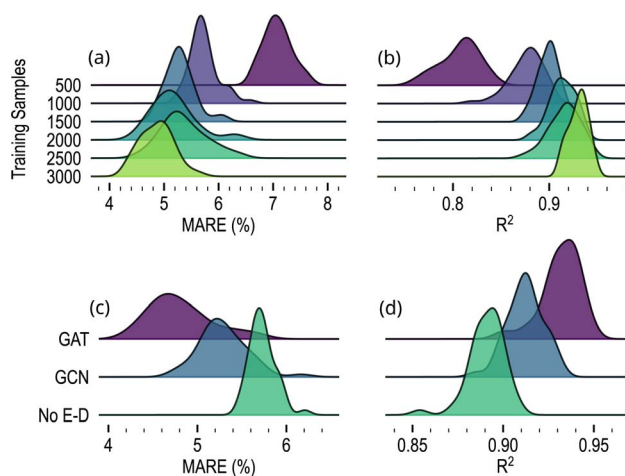 (a)
(b)
Training Samples
500
1000
1500
2000
2500
3000
4 5 6 7 8
MARE (%)
0.8 0.9
R²
(c)
(d)
GAT
GCN
No E-D
4 5 6
MARE (%)
0.85 0.90 0.95
R²